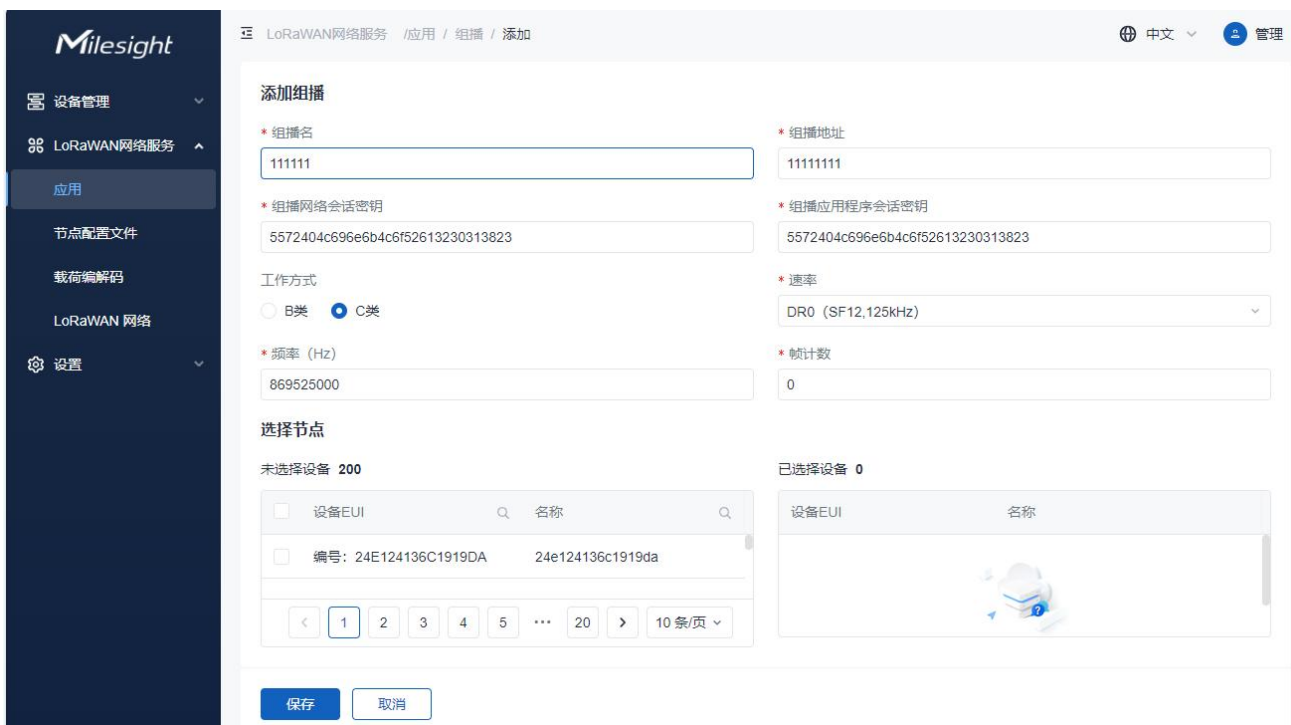 Milesight
LoRaWAN网络服务 /应用 / 组播 / 添加
中文
管理
设备管理
LoRaWAN网络服务
应用
节点配置文件
载荷编解码
LoRaWAN 网络
设置
添加组播
* 组播名
* 组播地址
111111
11111111
* 组播网络会话密钥
* 组播应用程序会话密钥
5572404c696e6b4c6f52613230313823
5572404c696e6b4c6f52613230313823
工作方式
* 速率
B类 C类
DR0（SF12,125kHz）
* 频率（Hz）
* 帧计数
869525000
0
选择节点
未选择设备 200
已选择设备 0
设备EUI 名称
设备EUI 名称
编号：24E124136C1919DA 24e124136c1919da
< 1 2 3 4 5 ••• 20 > 10 条/页
保存 取消